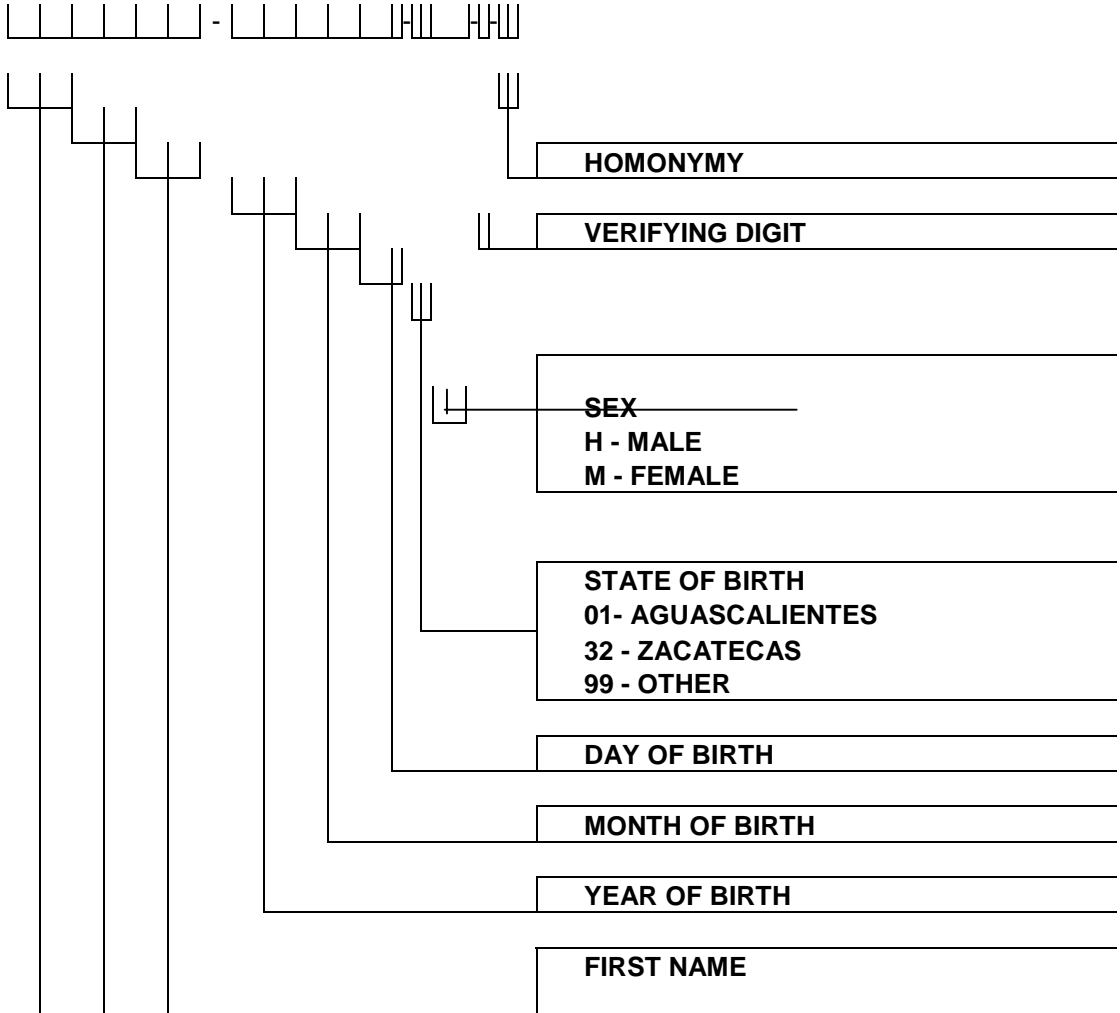 HOMONYMY
VERIFYING DIGIT
SEX
H - MALE
M - FEMALE
STATE OF BIRTH
01- AGUASCALIENTES
32 - ZACATECAS
99 - OTHER
DAY OF BIRTH
MONTH OF BIRTH
YEAR OF BIRTH
FIRST NAME